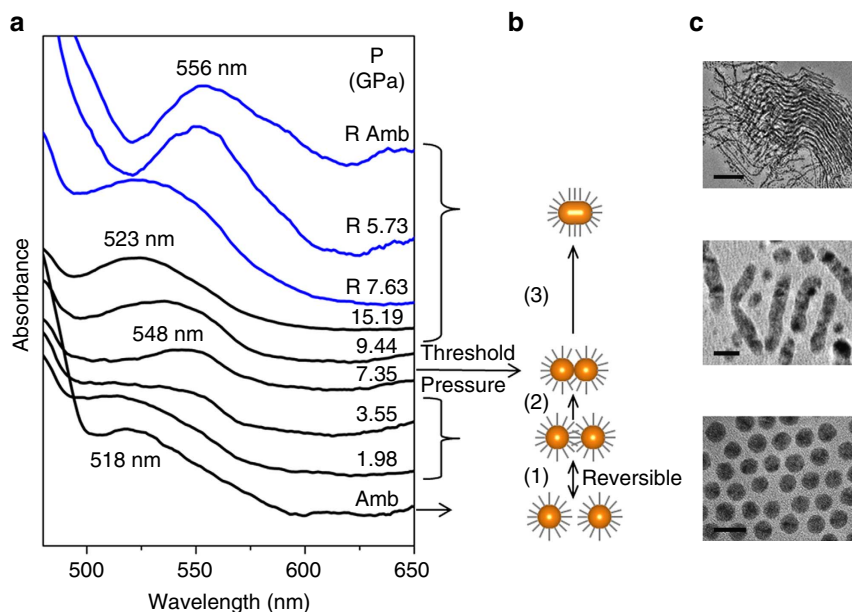 a
b
c
P
(GPa)
556 nm
R Amb
R 5.73
R 7.63
523 nm
15.19
9.44
548 nm
7.35
3.55
1.98
518 nm
Amb
Threshold
Pressure
(3)
(2)
(1)
Reversible
Absorbance
500
550
600
650
Wavelength (nm)